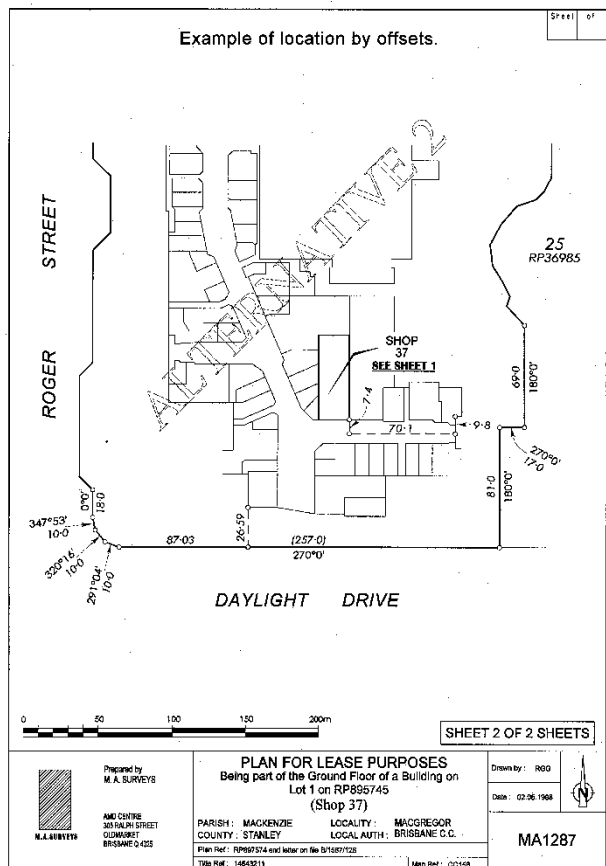 Sheet of
Example of location by offsets.
ALTERNATIVE 2
ROGER STREET
25
RP36985
SHOP
37
SEE SHEET 1
7·4
70·1
9·8
69·0
180°0'
270°0'
17·0
81·0
180°0'
0°0'
18·0
347°53'
10·0
320°16'
10·0
291°04'
10·0
87·03
26·59
(257·0)
270°0'
DAYLIGHT DRIVE
0 50 100 150 200m
SHEET 2 OF 2 SHEETS
Prepared by
M. A. SURVEYS
AMD CENTRE
303 RALPH STREET
OLDMARKET
BRISBANE Q 4225
M.A.SURVEYS
PLAN FOR LEASE PURPOSES
Being part of the Ground Floor of a Building on
Lot 1 on RP895745
(Shop 37)
PARISH : MACKENZIE LOCALITY : MACGREGOR
COUNTY : STANLEY LOCAL AUTH : BRISBANE C.C.
Plan Ref : RP897574 and letter on file B/1587/128
Title Ref : 14643211 Map Ref :
Drawn by : RGG
Date : 02.06.1998
MA1287